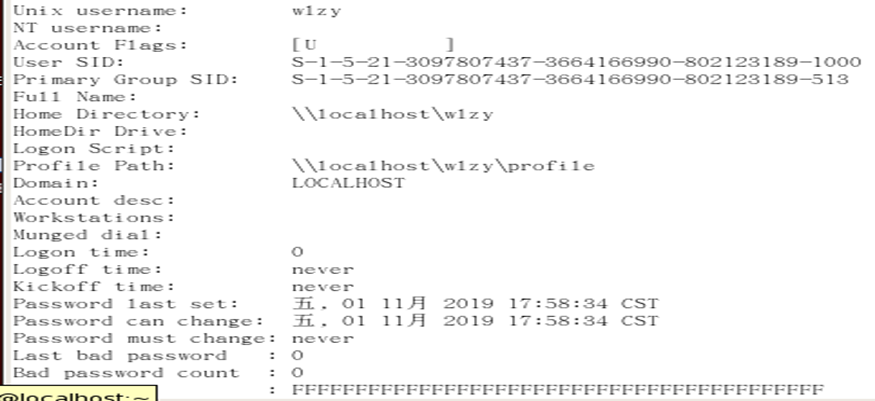 Unix username: wlzy
NT username:
Account Flags: [U          ]
User SID: S-1-5-21-3097807437-3664166990-802123189-1000
Primary Group SID: S-1-5-21-3097807437-3664166990-802123189-513
Full Name:
Home Directory: \\localhost\wlzy
HomeDir Drive:
Logon Script:
Profile Path: \\localhost\wlzy\profile
Domain: LOCALHOST
Account desc:
Workstations:
Munged dial:
Logon time: 0
Logoff time: never
Kickoff time: never
Password last set: 五, 01 11月 2019 17:58:34 CST
Password can change: 五, 01 11月 2019 17:58:34 CST
Password must change: never
Last bad password : 0
Bad password count : 0
: FFFFFFFFFFFFFFFFFFFFFFFFFFFFFFFFFFFFFFFFFF
@localhost:~